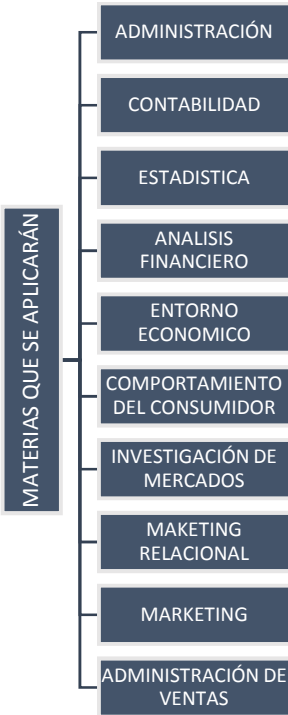 MATERIAS QUE SE APLICARÁN
ADMINISTRACIÓN
CONTABILIDAD
ESTADISTICA
ANALISIS
FINANCIERO
ENTORNO
ECONOMICO
COMPORTAMIENTO
DEL CONSUMIDOR
INVESTIGACIÓN DE
MERCADOS
MAKETING
RELACIONAL
MARKETING
ADMINISTRACIÓN DE
VENTAS